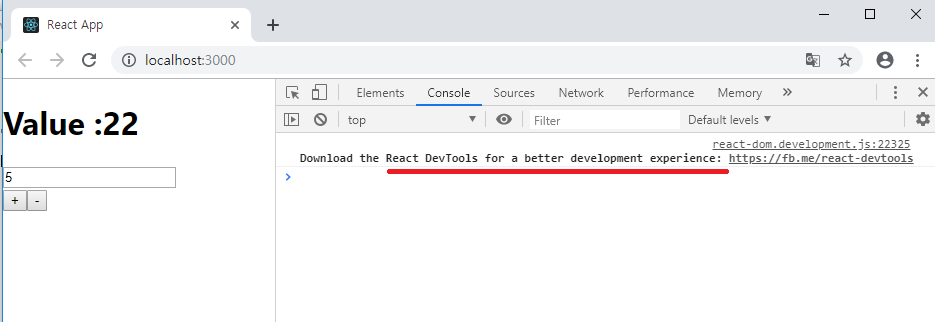 React App
localhost:3000
Value :22
5
+ -
Elements Console Sources Network Performance Memory »
top Filter Default levels
react-dom.development.js:22325
Download the React DevTools for a better development experience: https://fb.me/react-devtools